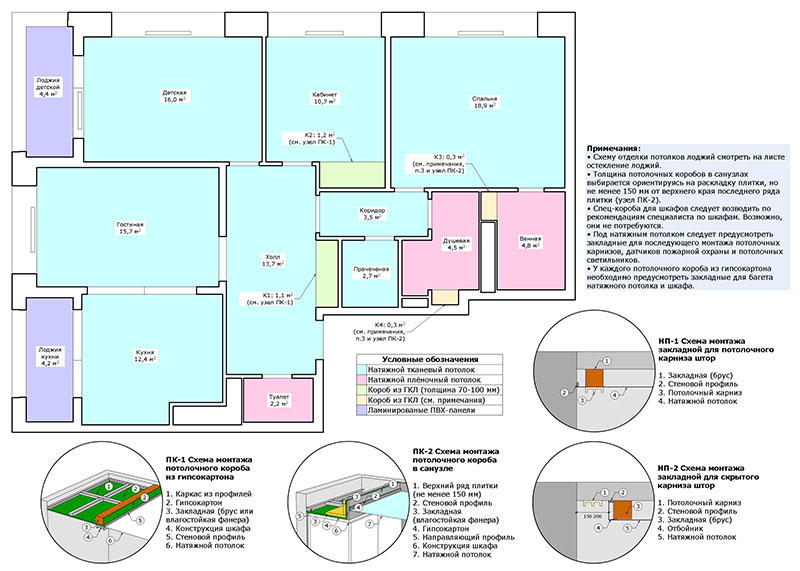 Лоджия
детской
4,4 м²
Детская
16,0 м²
Кабинет
10,7 м²
Спальня
18,9 м²
К2: 1,2 м²
(см. узел ПК-1)
К3: 0,3 м²
(см. примечания,
п.3 и узел ПК-2)
Гостиная
15,7 м²
Коридор
3,5 м²
Холл
13,7 м²
Прачеченая
2,7 м²
Душевая
4,5 м²
Ванная
4,8 м²
К1: 1,1 м²
(см. узел ПК-1)
К4: 0,3 м²
(см. примечания,
п.3 и узел ПК-2)
Лоджия
кухни
4,2 м²
Кухня
12,4 м²
Туалет
2,2 м²
Условные обозначения
Натяжной тканевый потолок
Натяжной плёночный потолок
Короб из ГКЛ (толщина 70-100 мм)
Короб из ГКЛ (см. примечания)
Ламинированые ПВХ-панели
Примечания:
• Схему отделки потолков лоджий смотреть на листе
остекление лоджий.
• Толщина потолочных коробов в санузлах
выбирается ориентируясь на раскладку плитки, но
не менее 150 мм от верхнего края последнего ряда
плитки (узел ПК-2).
• Спец-короба для шкафов следует возводить по
рекомендациям специалиста по шкафам. Возможно,
они не потребуются.
• Под натяжным потолком следует предусмотреть
закладные для последующего монтажа потолочных
карнизов, датчиков пожарной охраны и потолочных
светильников.
• У каждого потолочного короба из гипсокартона
необходимо предусмотреть закладные для багета
натяжного потолка и шкафа.
НП-1 Схема монтажа
закладной для потолочного
карниза штор
1. Закладная (брус)
2. Стеновой профиль
3. Потолочный карниз
4. Натяжной потолок
1
2
3
4
ПК-1 Схема монтажа
потолочного короба
из гипсокартона
1. Каркас из профилей
2. Гипсокартон
3. Закладная (брус или
влагостойкая фанера)
4. Конструкция шкафа
5. Стеновой профиль
6. Натяжной потолок
ПК-2 Схема монтажа
потолочного короба
в санузле
1. Верхний ряд плитки
(не менее 150 мм)
2. Стеновой профиль
3. Закладная
(влагостойкая фанера)
4. Гипсокартон
5. Направляющий профиль
6. Конструкция шкафа
7. Натяжной потолок
НП-2 Схема монтажа
закладной для скрытого
карниза штор
1. Потолочный карниз
2. Стеновой профиль
3. Закладная (брус)
4. Отбойник
5. Натяжной потолок
150-200